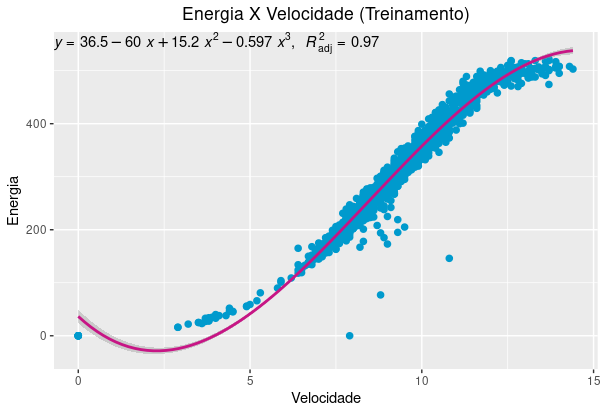 Energia X Velocidade (Treinamento)
y = 36.5 − 60 x + 15.2 x² − 0.597 x³, R²adj = 0.97
Energia
400
200
0
0 5 10 15
Velocidade